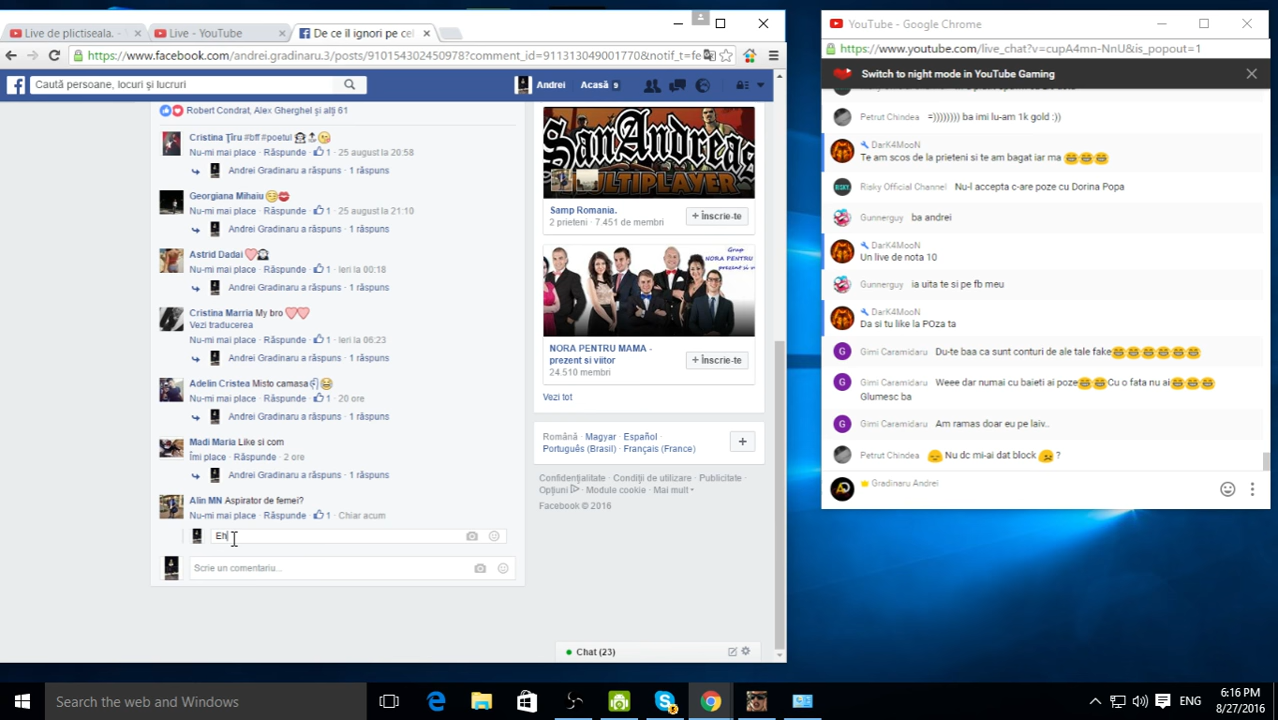 Live de plictiseala. -
Live - YouTube
De ce îl ignori pe cel
https://www.facebook.com/andrei.gradinaru.3/posts/910154302450978?comment_id=911313049001770&notif_t=fe
Caută persoane, locuri și lucruri
Andrei
Acasă 9
Robert Condrat, Alex Gherghel și alți 61
Cristina Țiru #bff #poetul
Nu-mi mai place · Răspunde · 1 · 25 august la 20:58
Andrei Gradinaru a răspuns · 1 răspuns
Georgiana Mihaiu
Nu-mi mai place · Răspunde · 1 · 25 august la 21:10
Andrei Gradinaru a răspuns · 1 răspuns
Astrid Dadai
Nu-mi mai place · Răspunde · 1 · Ieri la 00:18
Andrei Gradinaru a răspuns · 1 răspuns
Cristina Marria My bro
Vezi traducerea
Nu-mi mai place · Răspunde · 1 · Ieri la 06:23
Andrei Gradinaru a răspuns · 1 răspuns
Adelin Cristea Misto camasa
Nu-mi mai place · Răspunde · 1 · 20 ore
Andrei Gradinaru a răspuns · 1 răspuns
Madi Maria Like si com
Îmi place · Răspunde · 2 ore
Andrei Gradinaru a răspuns · 1 răspuns
Alin MN Aspirator de femei?
Nu-mi mai place · Răspunde · 1 · Chiar acum
Eh
Scrie un comentariu...
San Andreas
MULTIPLAYER
Samp Romania.
2 prieteni · 7.451 de membri
+ Înscrie-te
Grup
NORA PENTRU
prezent si vi
NORA PENTRU MAMA -
prezent si viitor
24.510 membri
+ Înscrie-te
Vezi tot
Română · Magyar · Español ·
Português (Brasil) · Français (France)
+
Confidențialitate · Condiții de utilizare · Publicitate ·
Opțiuni · Module cookie · Mai mult
Facebook © 2016
Chat (23)
YouTube - Google Chrome
https://www.youtube.com/live_chat?v=cupA4mn-NnU&is_popout=1
Switch to night mode in YouTube Gaming
Petrut Chindea =)))))))) ba imi lu-am 1k gold :))
DarK4MooN
Te am scos de la prieteni si te am bagat iar ma
RISKY
Risky Official Channel Nu-l accepta c-are poze cu Dorina Popa
Gunnerguy ba andrei
DarK4MooN
Un live de nota 10
Gunnerguy ia uita te si pe fb meu
DarK4MooN
Da si tu like la POza ta
G Gimi Caramidaru Du-te baa ca sunt conturi de ale tale fake
G Gimi Caramidaru Weee dar numai cu baieti ai poze Cu o fata nu ai
Glumesc ba
G Gimi Caramidaru Am ramas doar eu pe laiv..
Petrut Chindea Nu dc mi-ai dat block ?
Gradinaru Andrei
Search the web and Windows
ENG
6:16 PM
8/27/2016